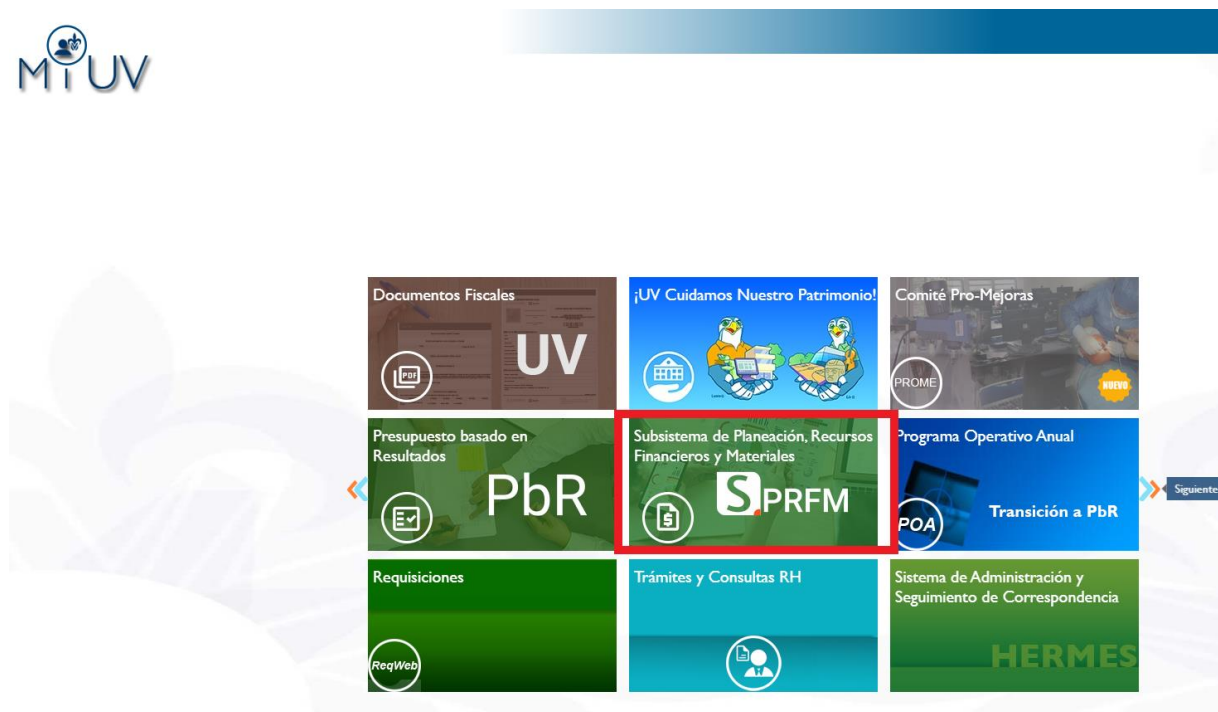 MiUV
Documentos Fiscales
UV
PDF
¡UV Cuidamos Nuestro Patrimonio!
Comité Pro-Mejoras
PROME
NUEVO
Presupuesto basado en
Resultados
PbR
Subsistema de Planeación, Recursos
Financieros y Materiales
S.PRFM
Programa Operativo Anual
Transición a PbR
POA
Siguiente
Requisiciones
ReqWeb
Trámites y Consultas RH
Sistema de Administración y
Seguimiento de Correspondencia
HERMES